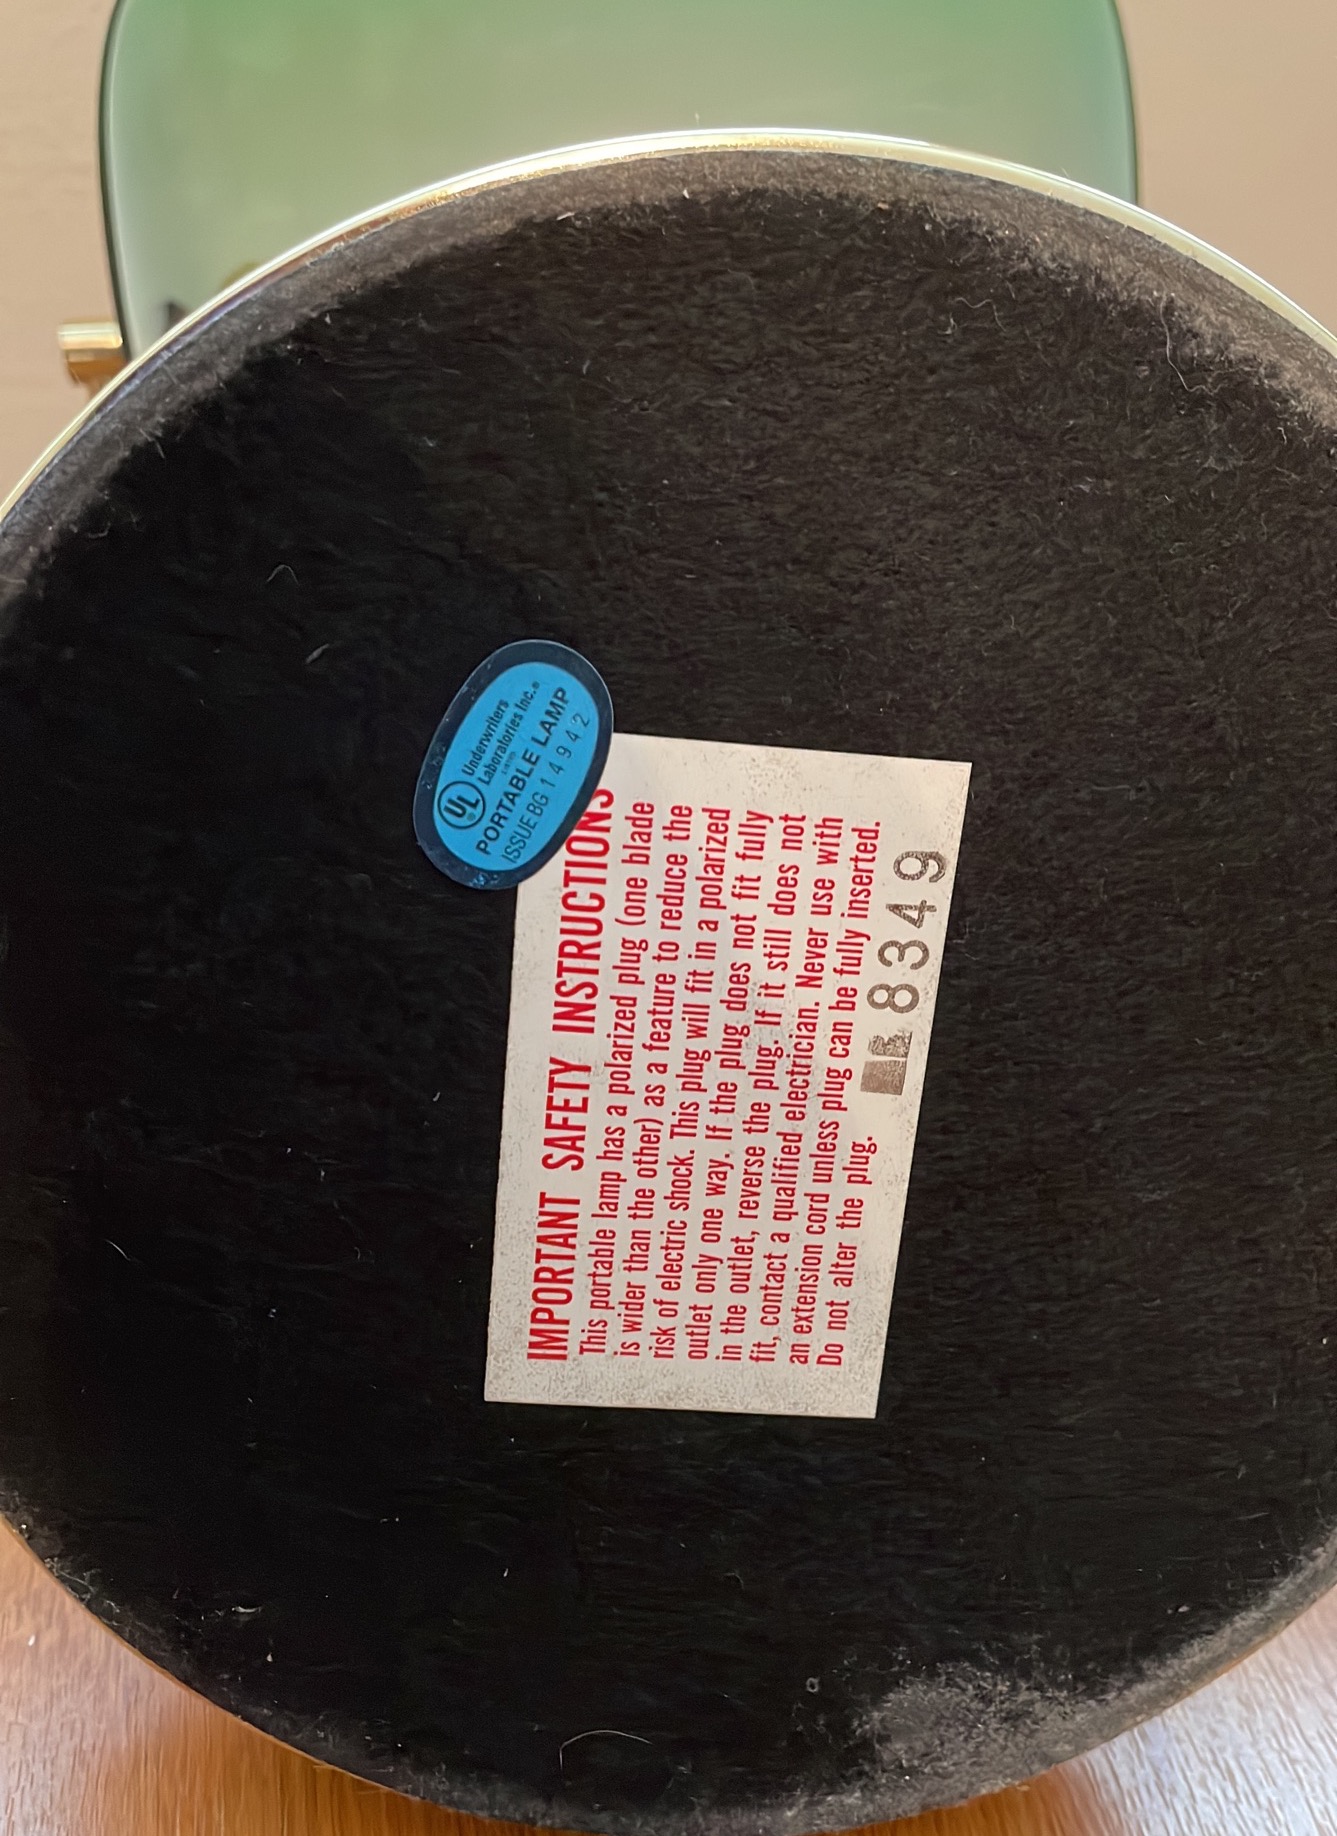 UL
Underwriters
Laboratories Inc.®
LISTED
PORTABLE LAMP
ISSUE BG 14942
IMPORTANT SAFETY INSTRUCTIONS
This portable lamp has a polarized plug (one blade
is wider than the other) as a feature to reduce the
risk of electric shock. This plug will fit in a polarized
outlet only one way. If the plug does not fit fully
in the outlet, reverse the plug. If it still does not
fit, contact a qualified electrician. Never use with
an extension cord unless plug can be fully inserted.
Do not alter the plug.
8349